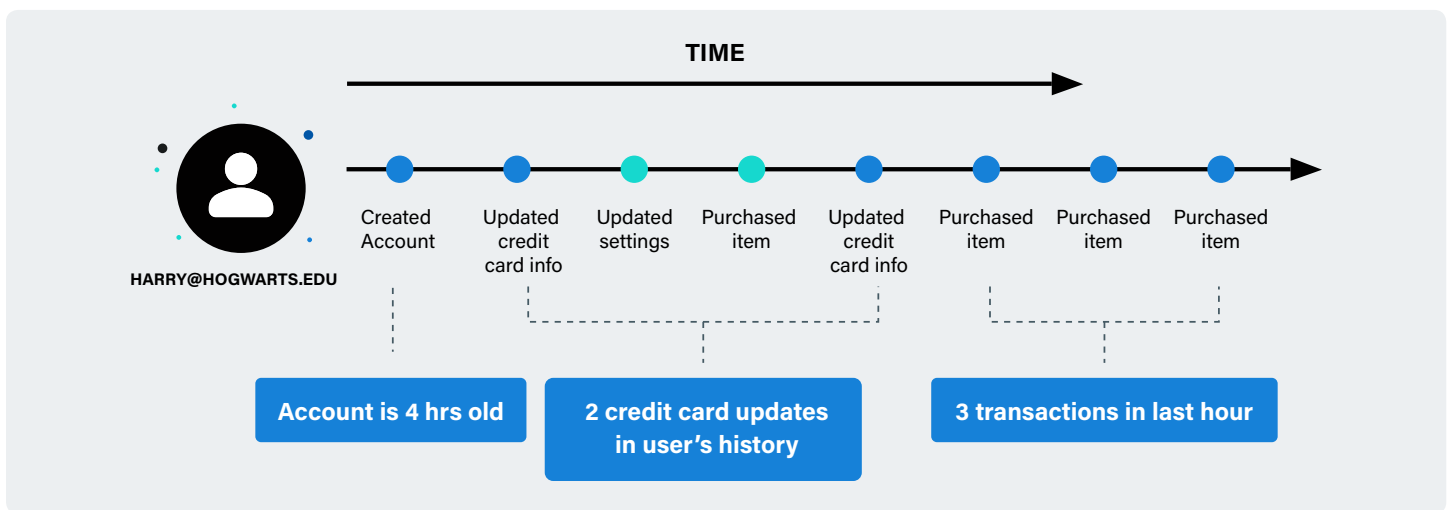 TIME
Created
Account
Updated
credit
card info
Updated
settings
Purchased
item
Updated
credit
card info
Purchased
item
Purchased
item
Purchased
item
HARRY@HOGWARTS.EDU
Account is 4 hrs old
2 credit card updates
in user’s history
3 transactions in last hour